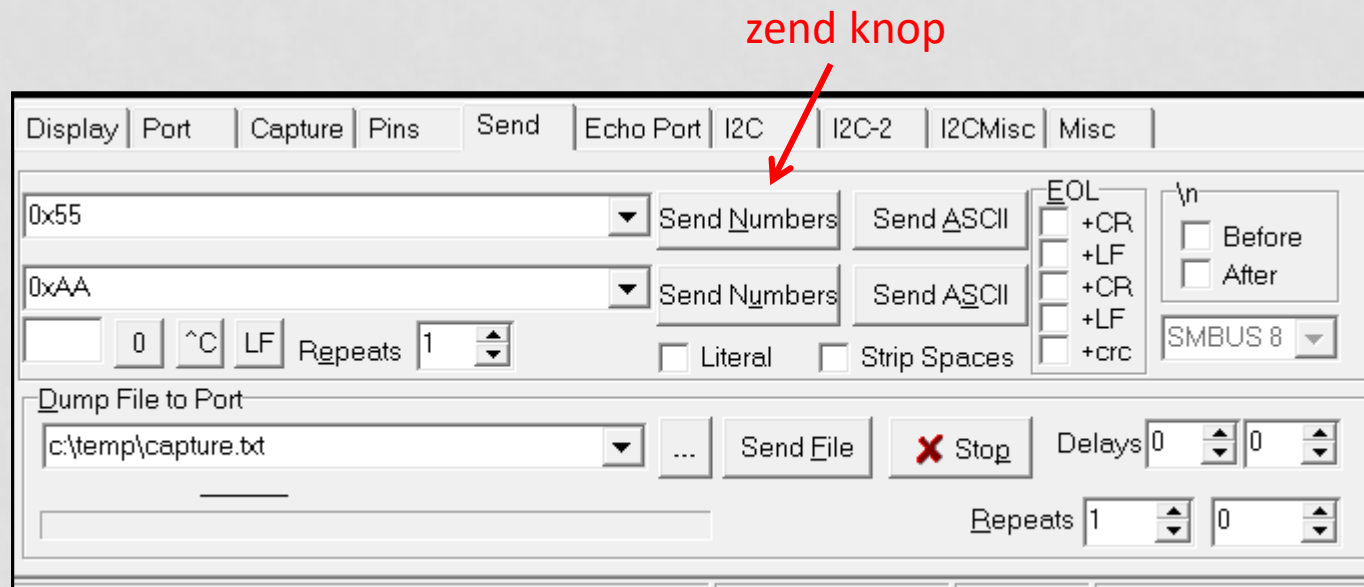 zend knop
Display Port Capture Pins Send Echo Port I2C I2C-2 I2CMisc Misc
0x55 Send Numbers Send ASCII EOL +CR \n Before
+LF After
0xAA Send Numbers Send ASCII +CR
+LF
0 ^C LF Repeats 1 Literal Strip Spaces +crc SMBUS 8
Dump File to Port
c:\temp\capture.txt ... Send File Stop Delays 0 0
Repeats 1 0